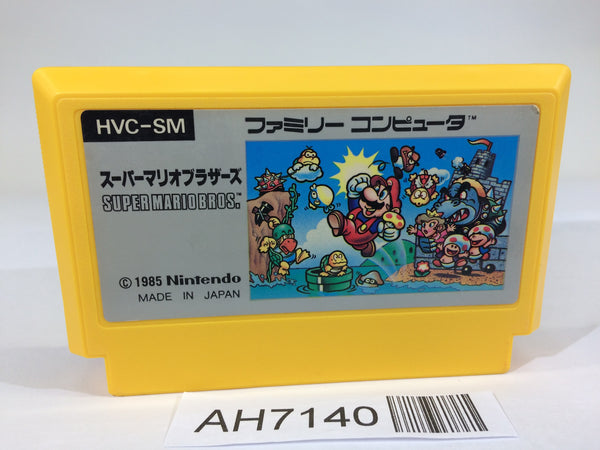 HVC-SM
ファミリー コンピュータ™
スーパーマリオブラザーズ
SUPER MARIO BROS.™
© 1985 Nintendo
MADE IN JAPAN
AH7140